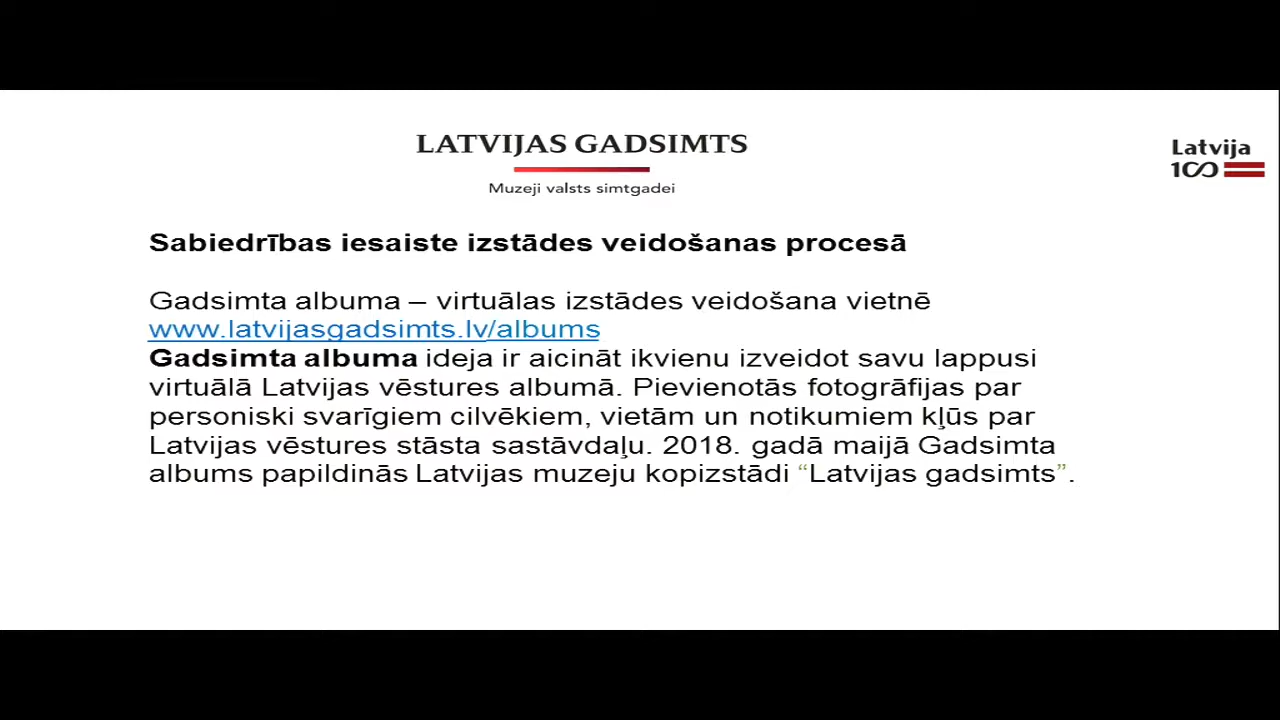 LATVIJAS GADSIMTS
Muzeji valsts simtgadei
Latvija
100
Sabiedrības iesaiste izstādes veidošanas procesā
Gadsimta albuma – virtuālas izstādes veidošana vietnē
www.latvijasgadsimts.lv/albums
Gadsimta albuma ideja ir aicināt ikvienu izveidot savu lappusi
virtuālā Latvijas vēstures albumā. Pievienotās fotogrāfijas par
personiski svarīgiem cilvēkiem, vietām un notikumiem kļūs par
Latvijas vēstures stāsta sastāvdaļu. 2018. gadā maijā Gadsimta
albums papildinās Latvijas muzeju kopizstādi “Latvijas gadsimts”.